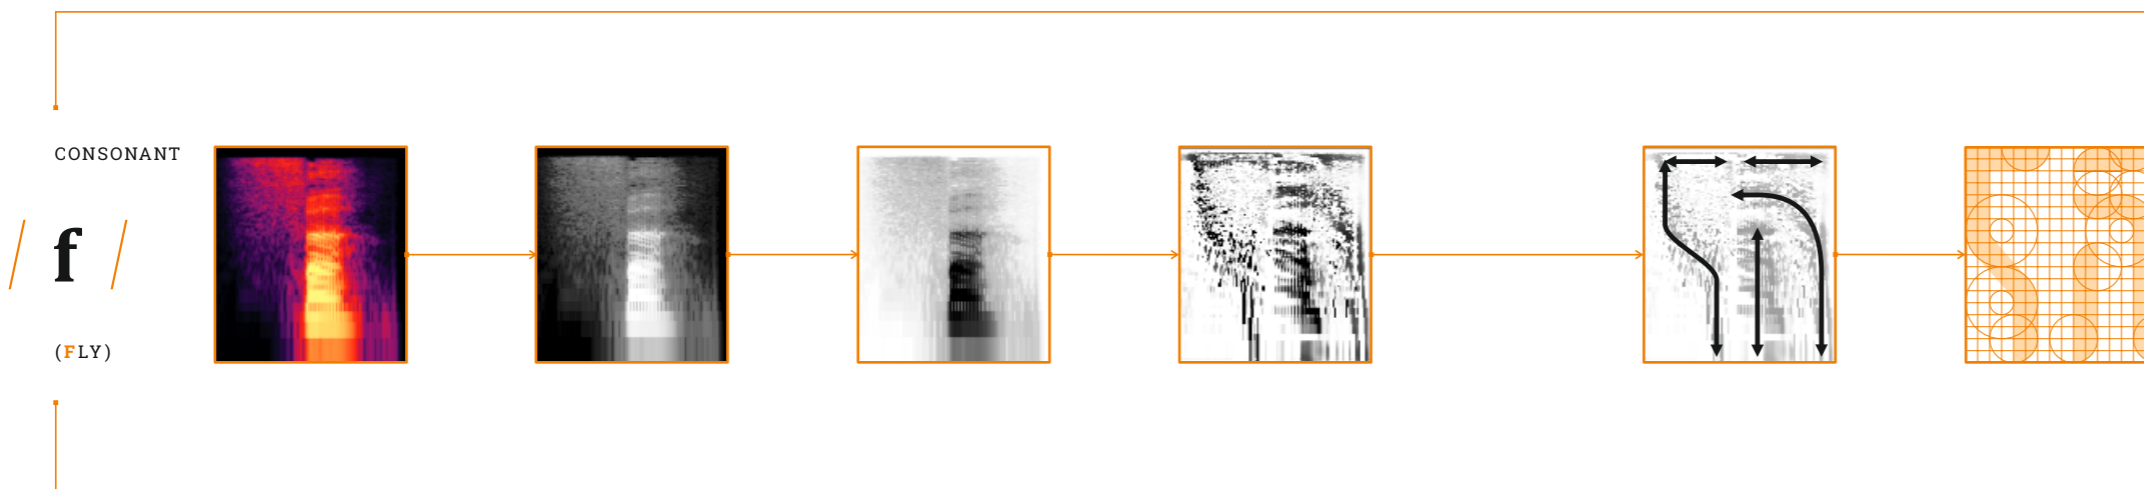 CONSONANT
/ f /
(FLY)